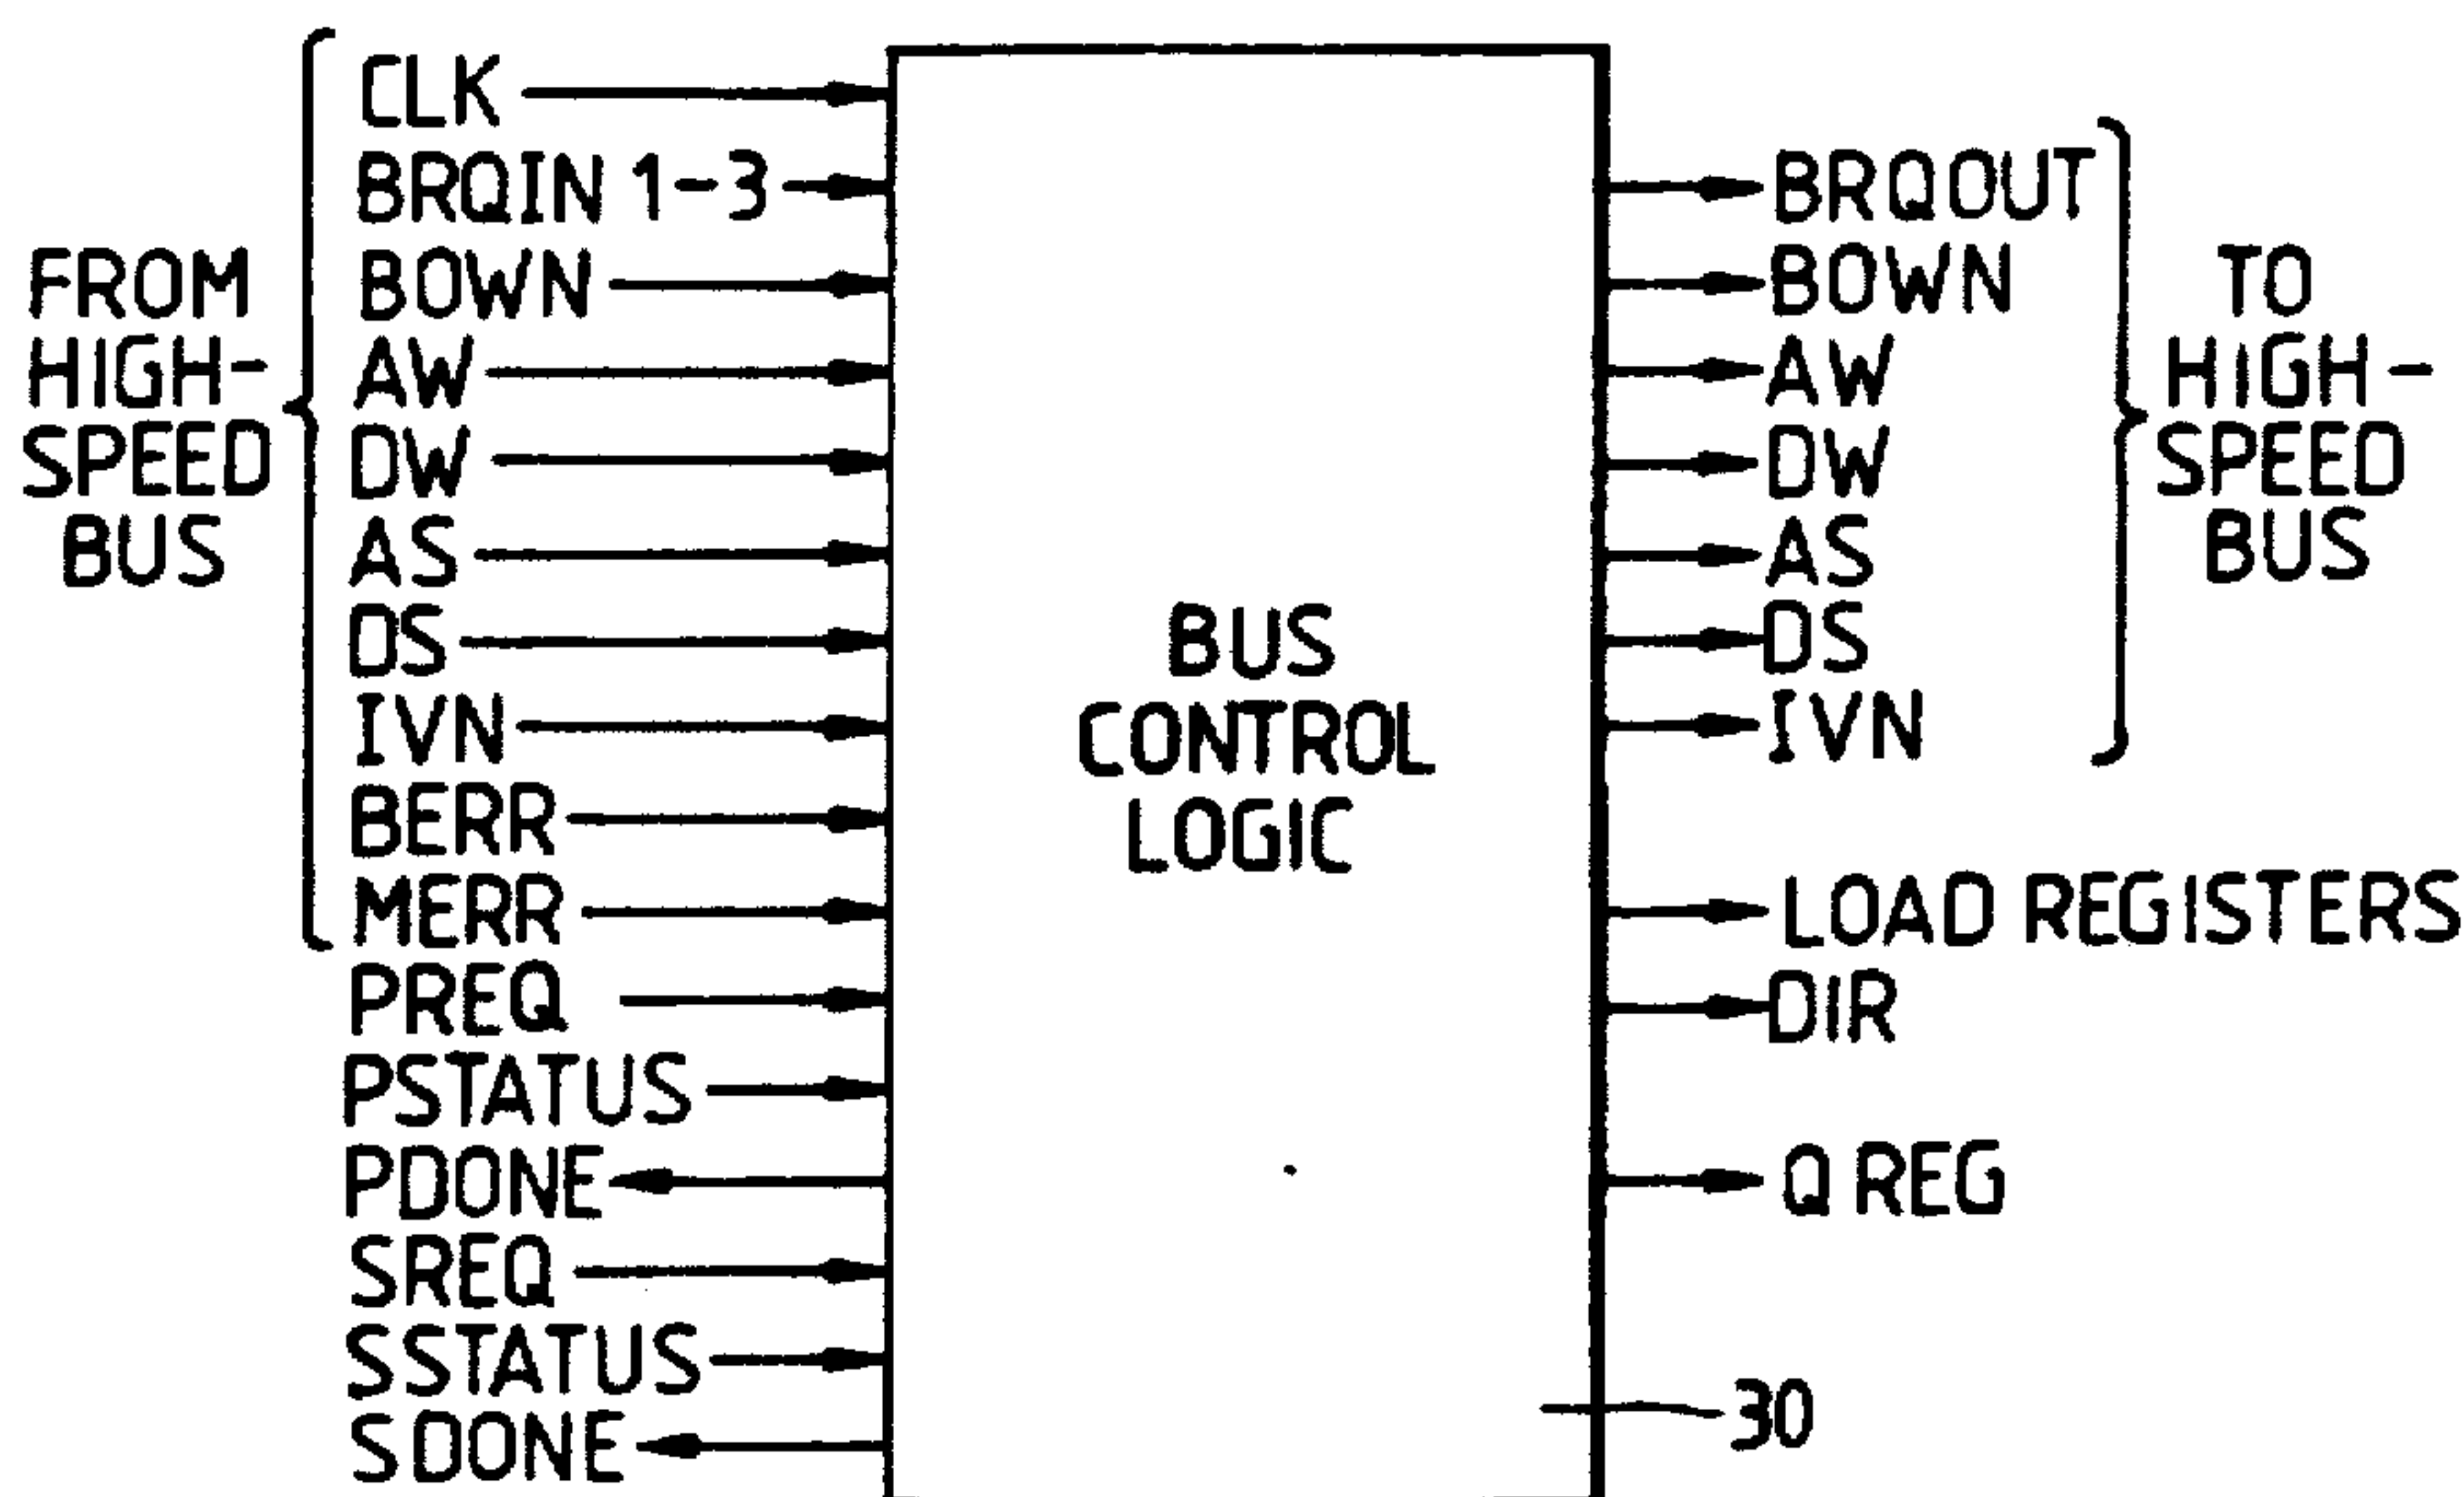 FROM
HIGH-
SPEED
BUS
CLK
BRQIN 1-3
BOWN
AW
DW
AS
DS
IVN
BERR
MERR
PREQ
PSTATUS
PDONE
SREQ
SSTATUS
SDONE
BUS
CONTROL
LOGIC
BRQOUT
BOWN
AW
DW
AS
DS
IVN
TO
HIGH-
SPEED
BUS
LOAD REGISTERS
DIR
Q REG
30